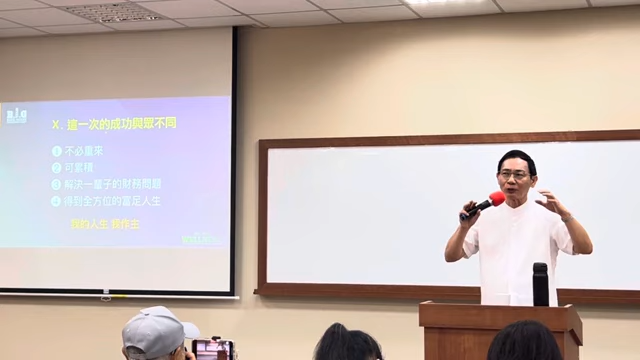 X. 這一次的成功與眾不同
① 不必重來
② 可累積
③ 解決一輩子的財務問題
④ 得到全方位的富足人生
我的人生 我作主